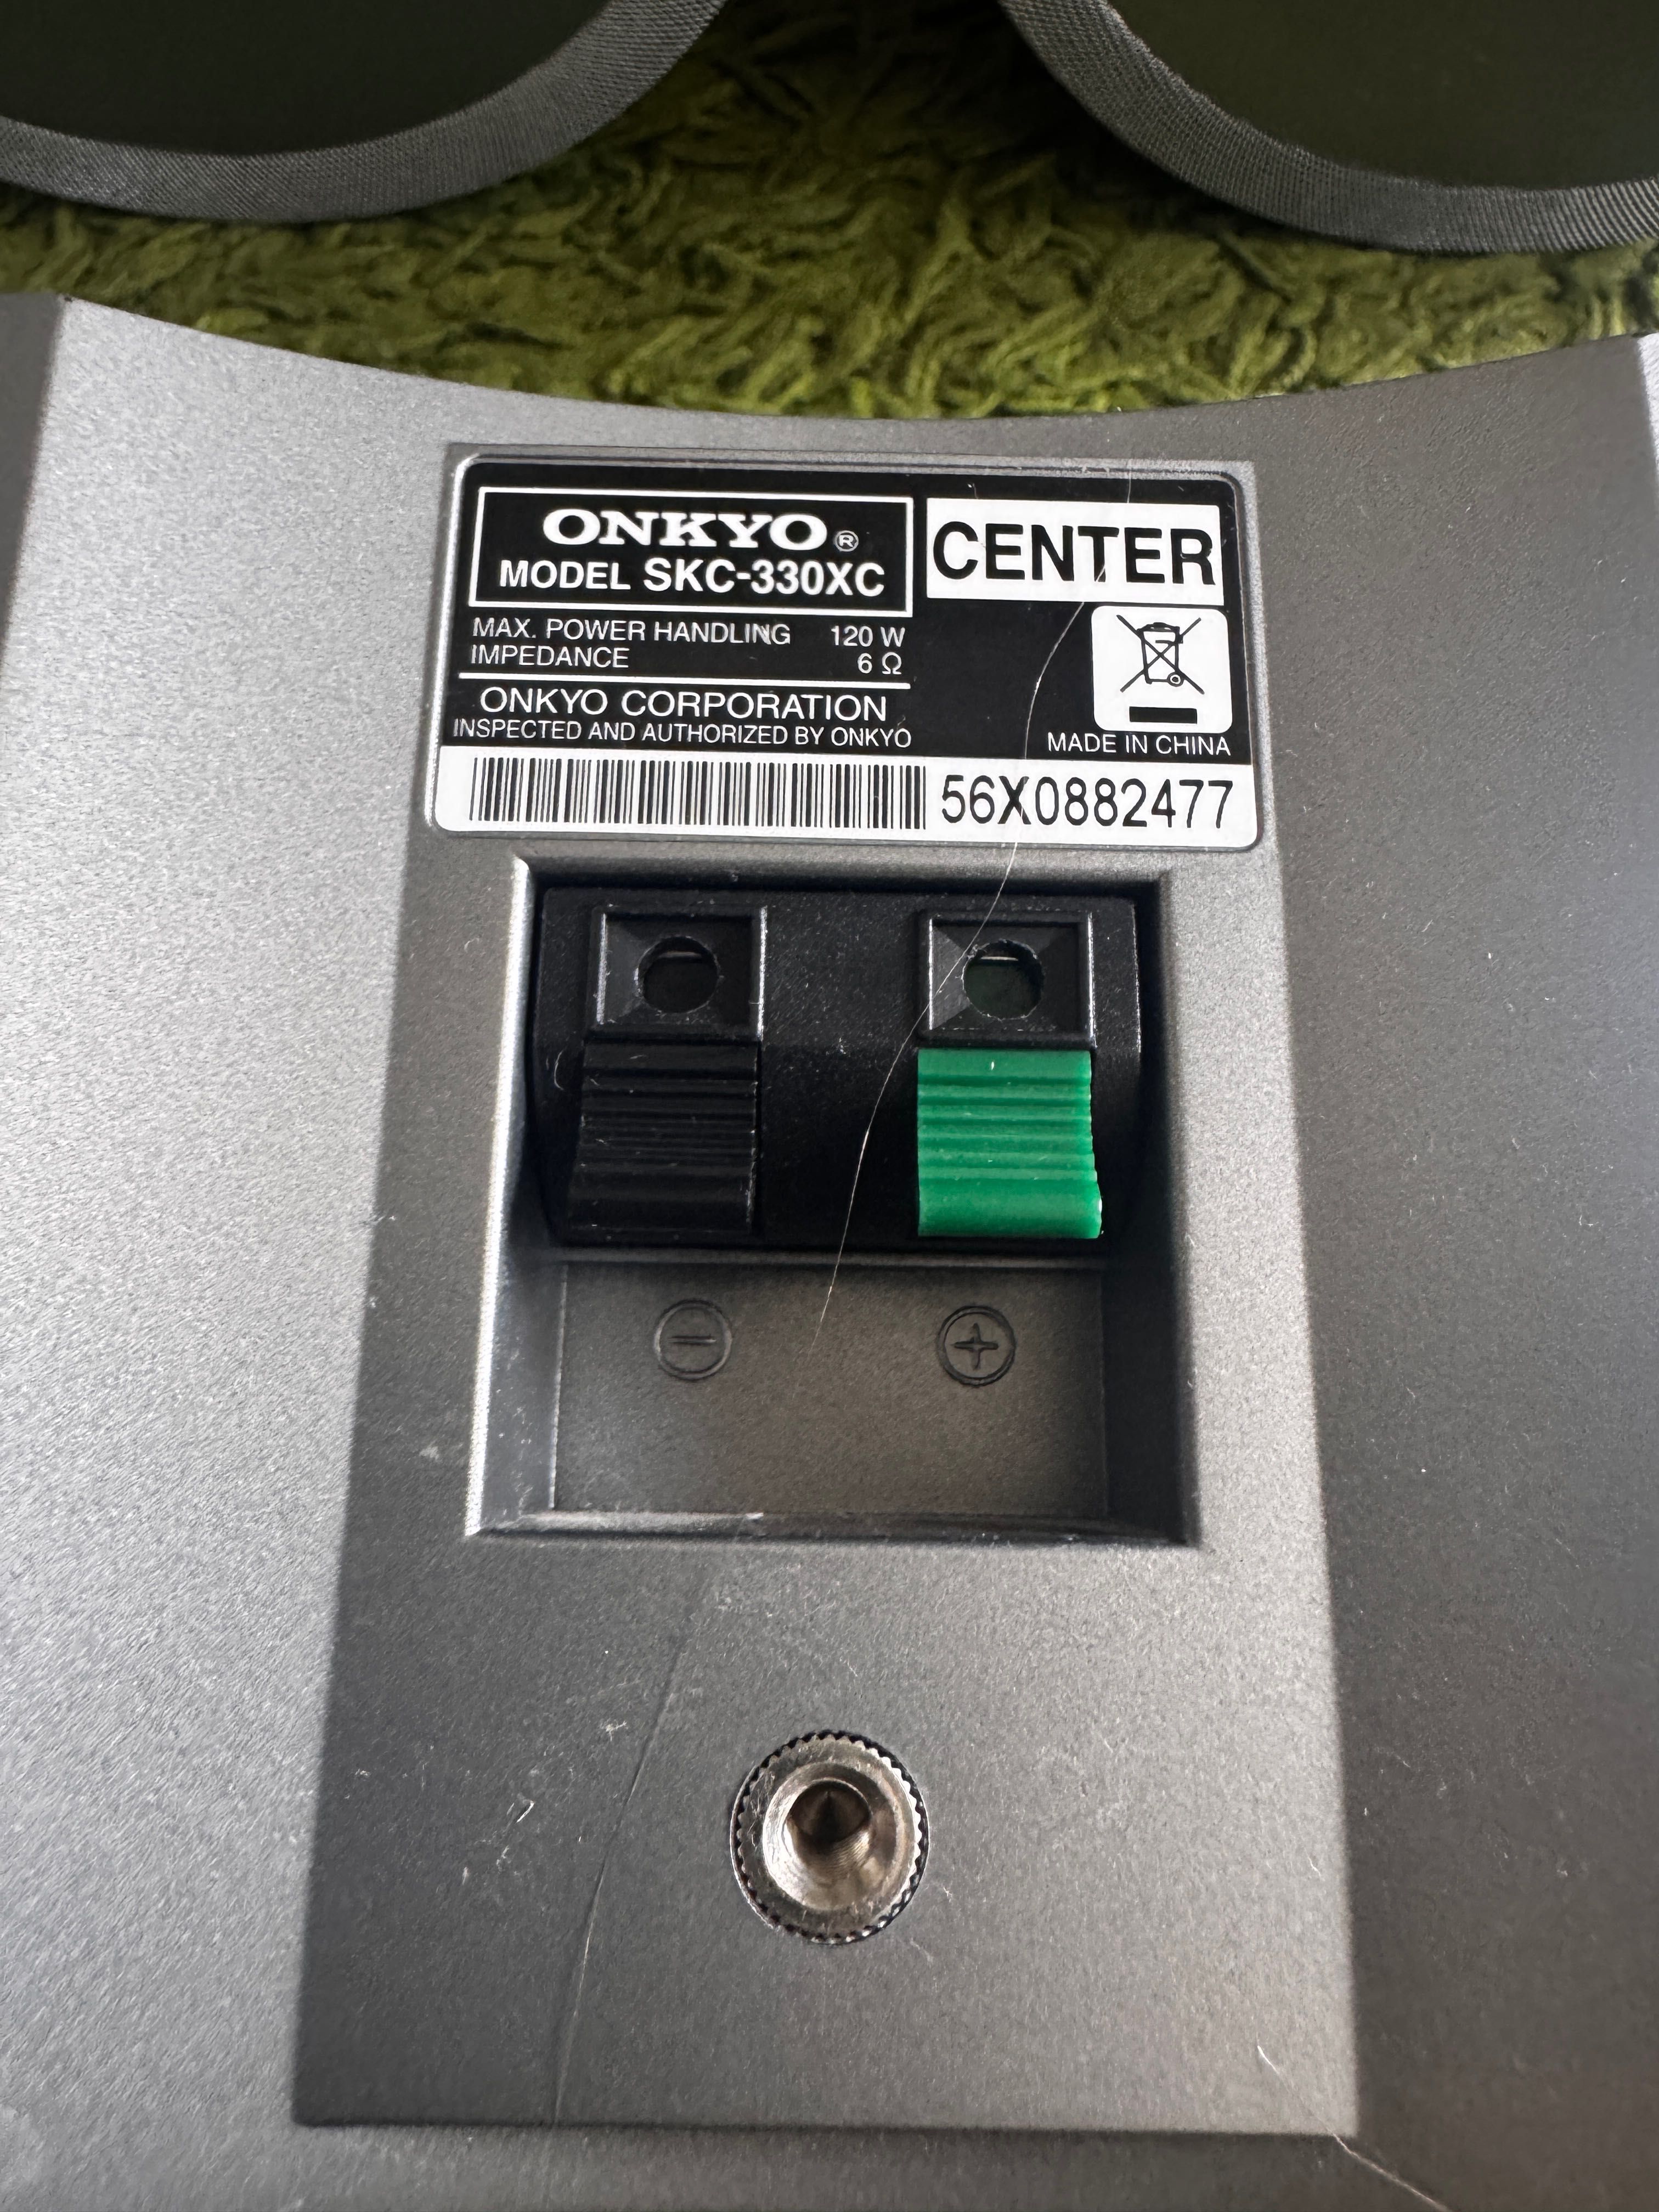 ONKYO®
MODEL SKC-330XC
CENTER
MAX. POWER HANDLING 120 W
IMPEDANCE 6 Ω
ONKYO CORPORATION
INSPECTED AND AUTHORIZED BY ONKYO
MADE IN CHINA
56X0882477
− +